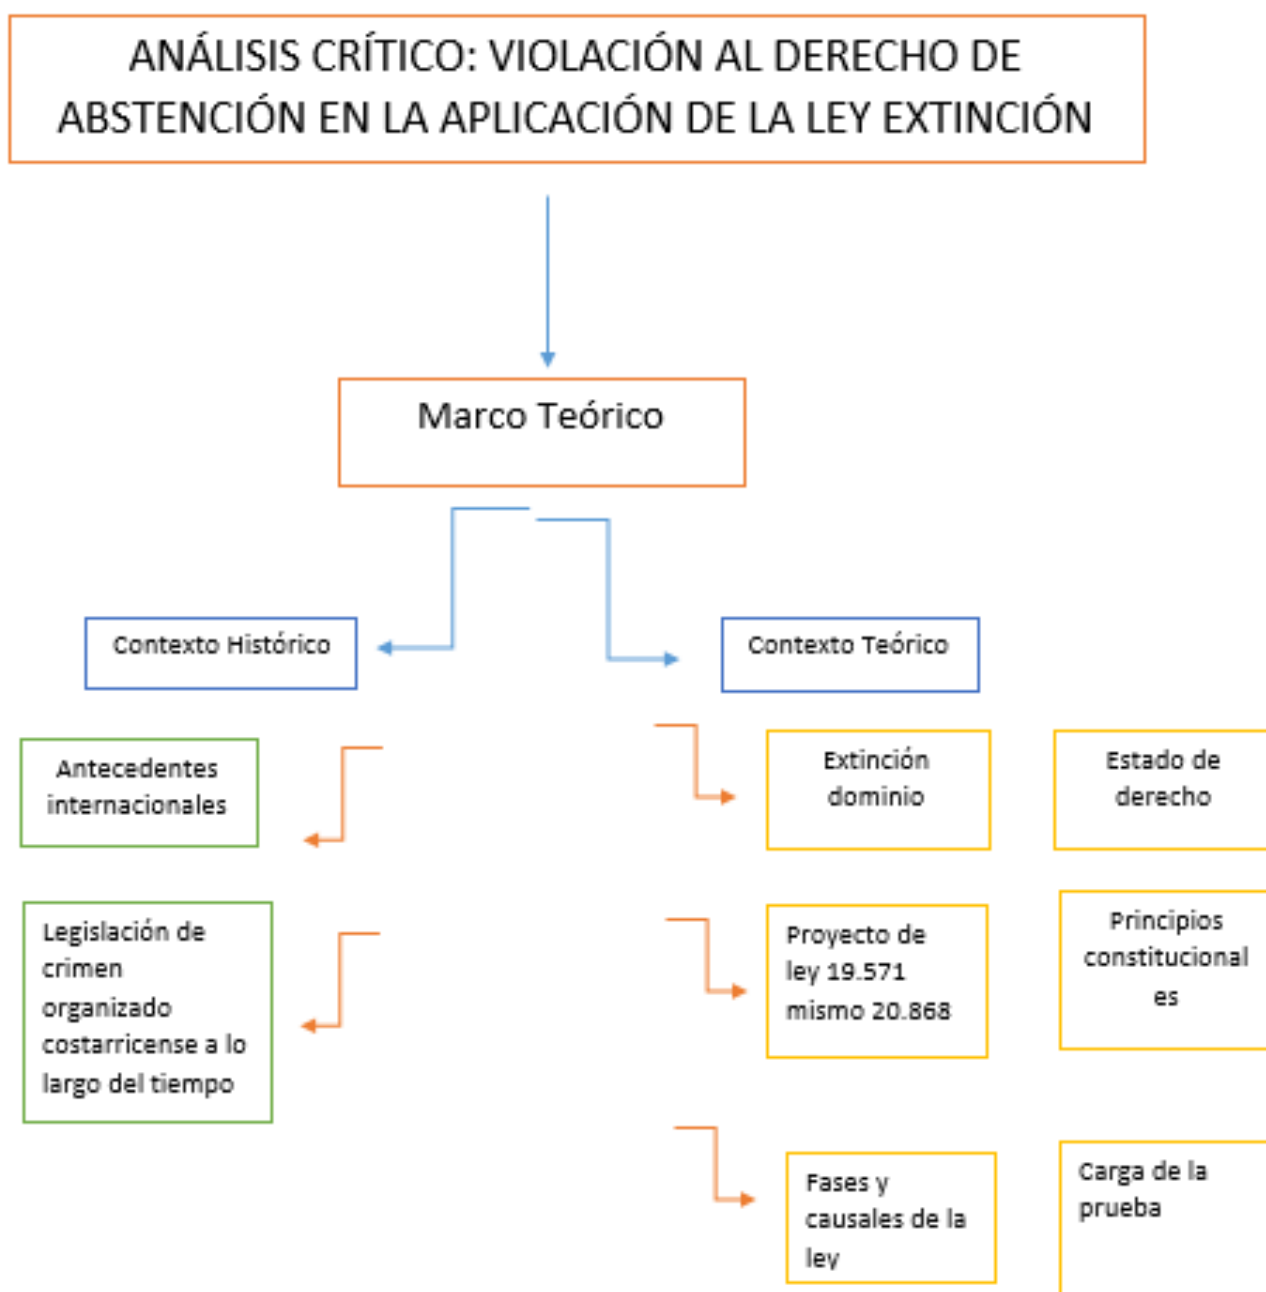 ANÁLISIS CRÍTICO: VIOLACIÓN AL DERECHO DE
ABSTENCIÓN EN LA APLICACIÓN DE LA LEY EXTINCIÓN
Marco Teórico
Contexto Histórico
Contexto Teórico
Antecedentes
internacionales
Extinción
dominio
Estado de
derecho
Legislación de
crimen
organizado
costarricense a lo
largo del tiempo
Proyecto de
ley 19.571
mismo 20.868
Principios
constitucional
es
Fases y
causales de la
ley
Carga de la
prueba